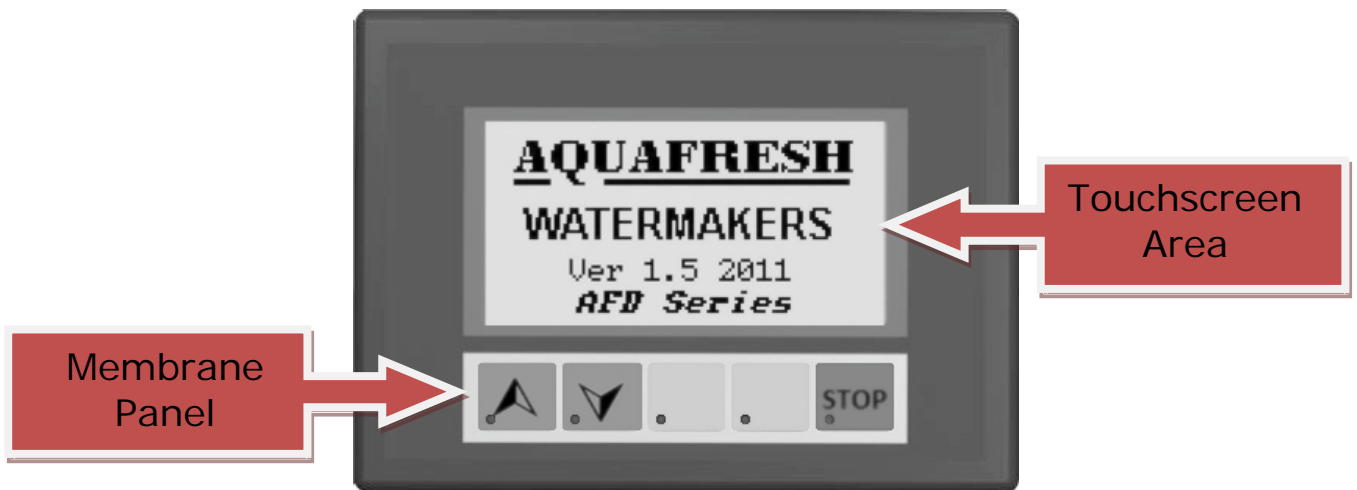 AQUAFRESH
WATERMAKERS
Ver 1.5 2011
AFD Series
Touchscreen
Area
Membrane
Panel
STOP